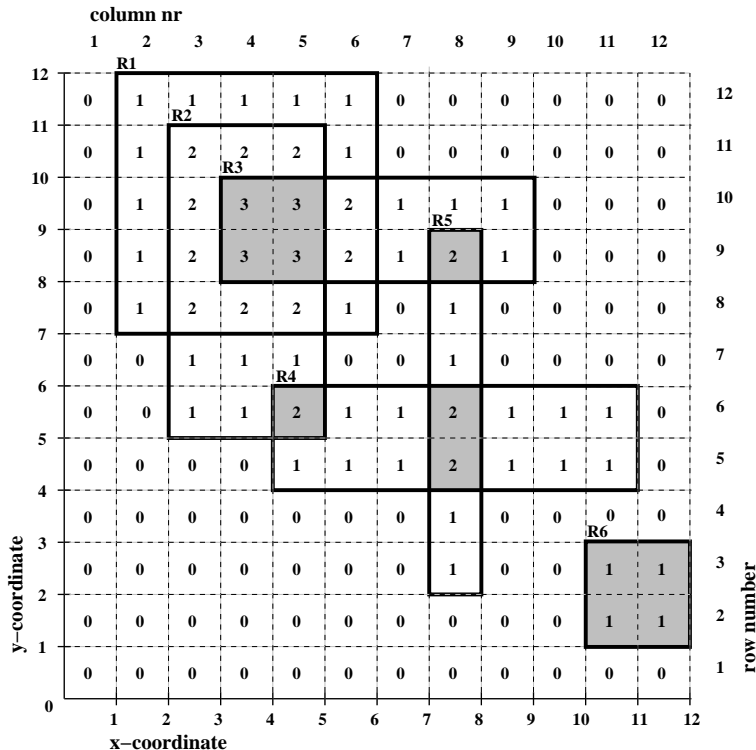 column nr
1 2 3 4 5 6 7 8 9 10 11 12
R1
12
0 1 1 1 1 1 0 0 0 0 0 0 12
R2
11
0 1 2 2 2 1 0 0 0 0 0 0 11
R3
10
0 1 2 3 3 2 1 1 1 0 0 0 10
R5
9
0 1 2 3 3 2 1 2 1 0 0 0 9
8
0 1 2 2 2 1 0 1 0 0 0 0 8
7
0 0 1 1 1 0 0 1 0 0 0 0 7
R4
6
0 0 1 1 2 1 1 2 1 1 1 0 6
5
0 0 0 0 1 1 1 2 1 1 1 0 5
4
0 0 0 0 0 0 0 1 0 0 0 0 4
R6
3
0 0 0 0 0 0 0 1 0 0 1 1 3
2
0 0 0 0 0 0 0 0 0 0 1 1 2
1
0 0 0 0 0 0 0 0 0 0 0 0 1
0
1 2 3 4 5 6 7 8 9 10 11 12
x-coordinate
y-coordinate
row number